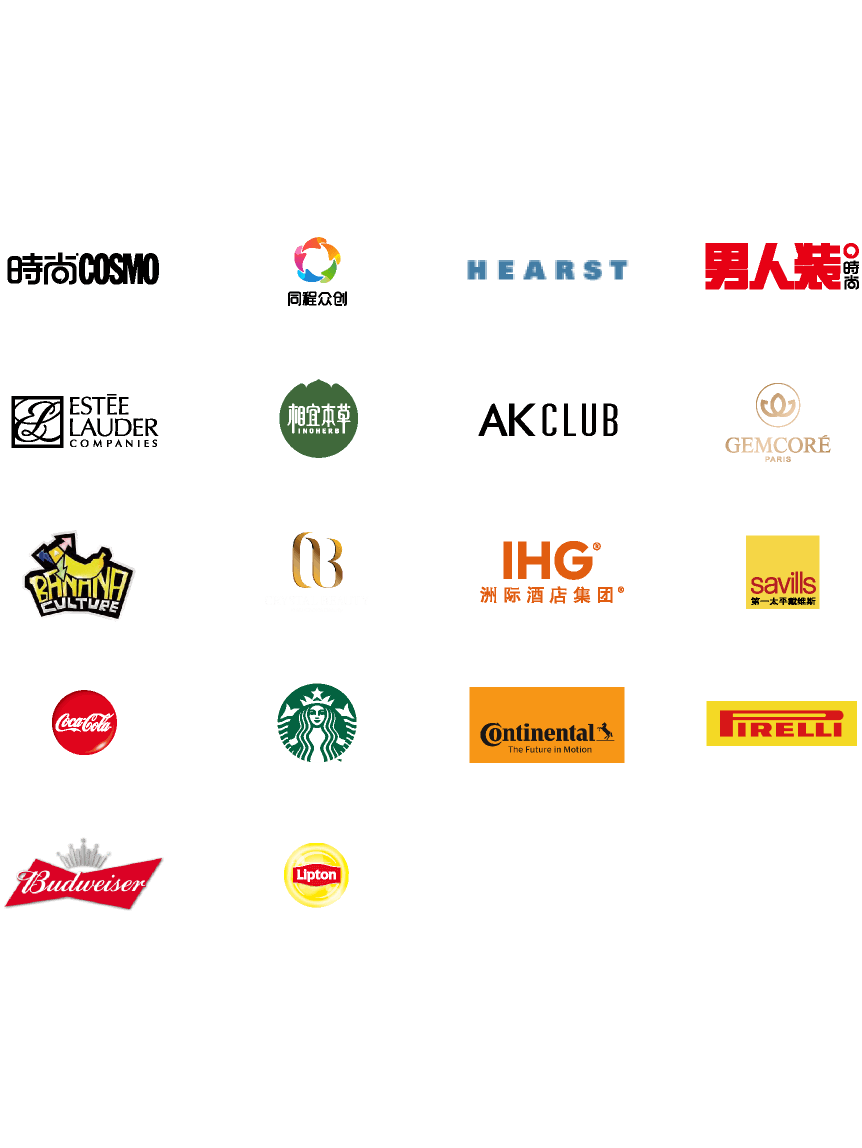 時尚COSMO
同程众创
HEARST
男人装
時尚
ESTĒE
LAUDER
COMPANIES
相宜本草
INOHERB
AKCLUB
GEMCORÉ
PARIS
BANANA
CULTURE
IHG®
洲际酒店集团®
savills
第一太平戴维斯
Coca-Cola
Continental
The Future in Motion
PIRELLI
Budweiser
Lipton